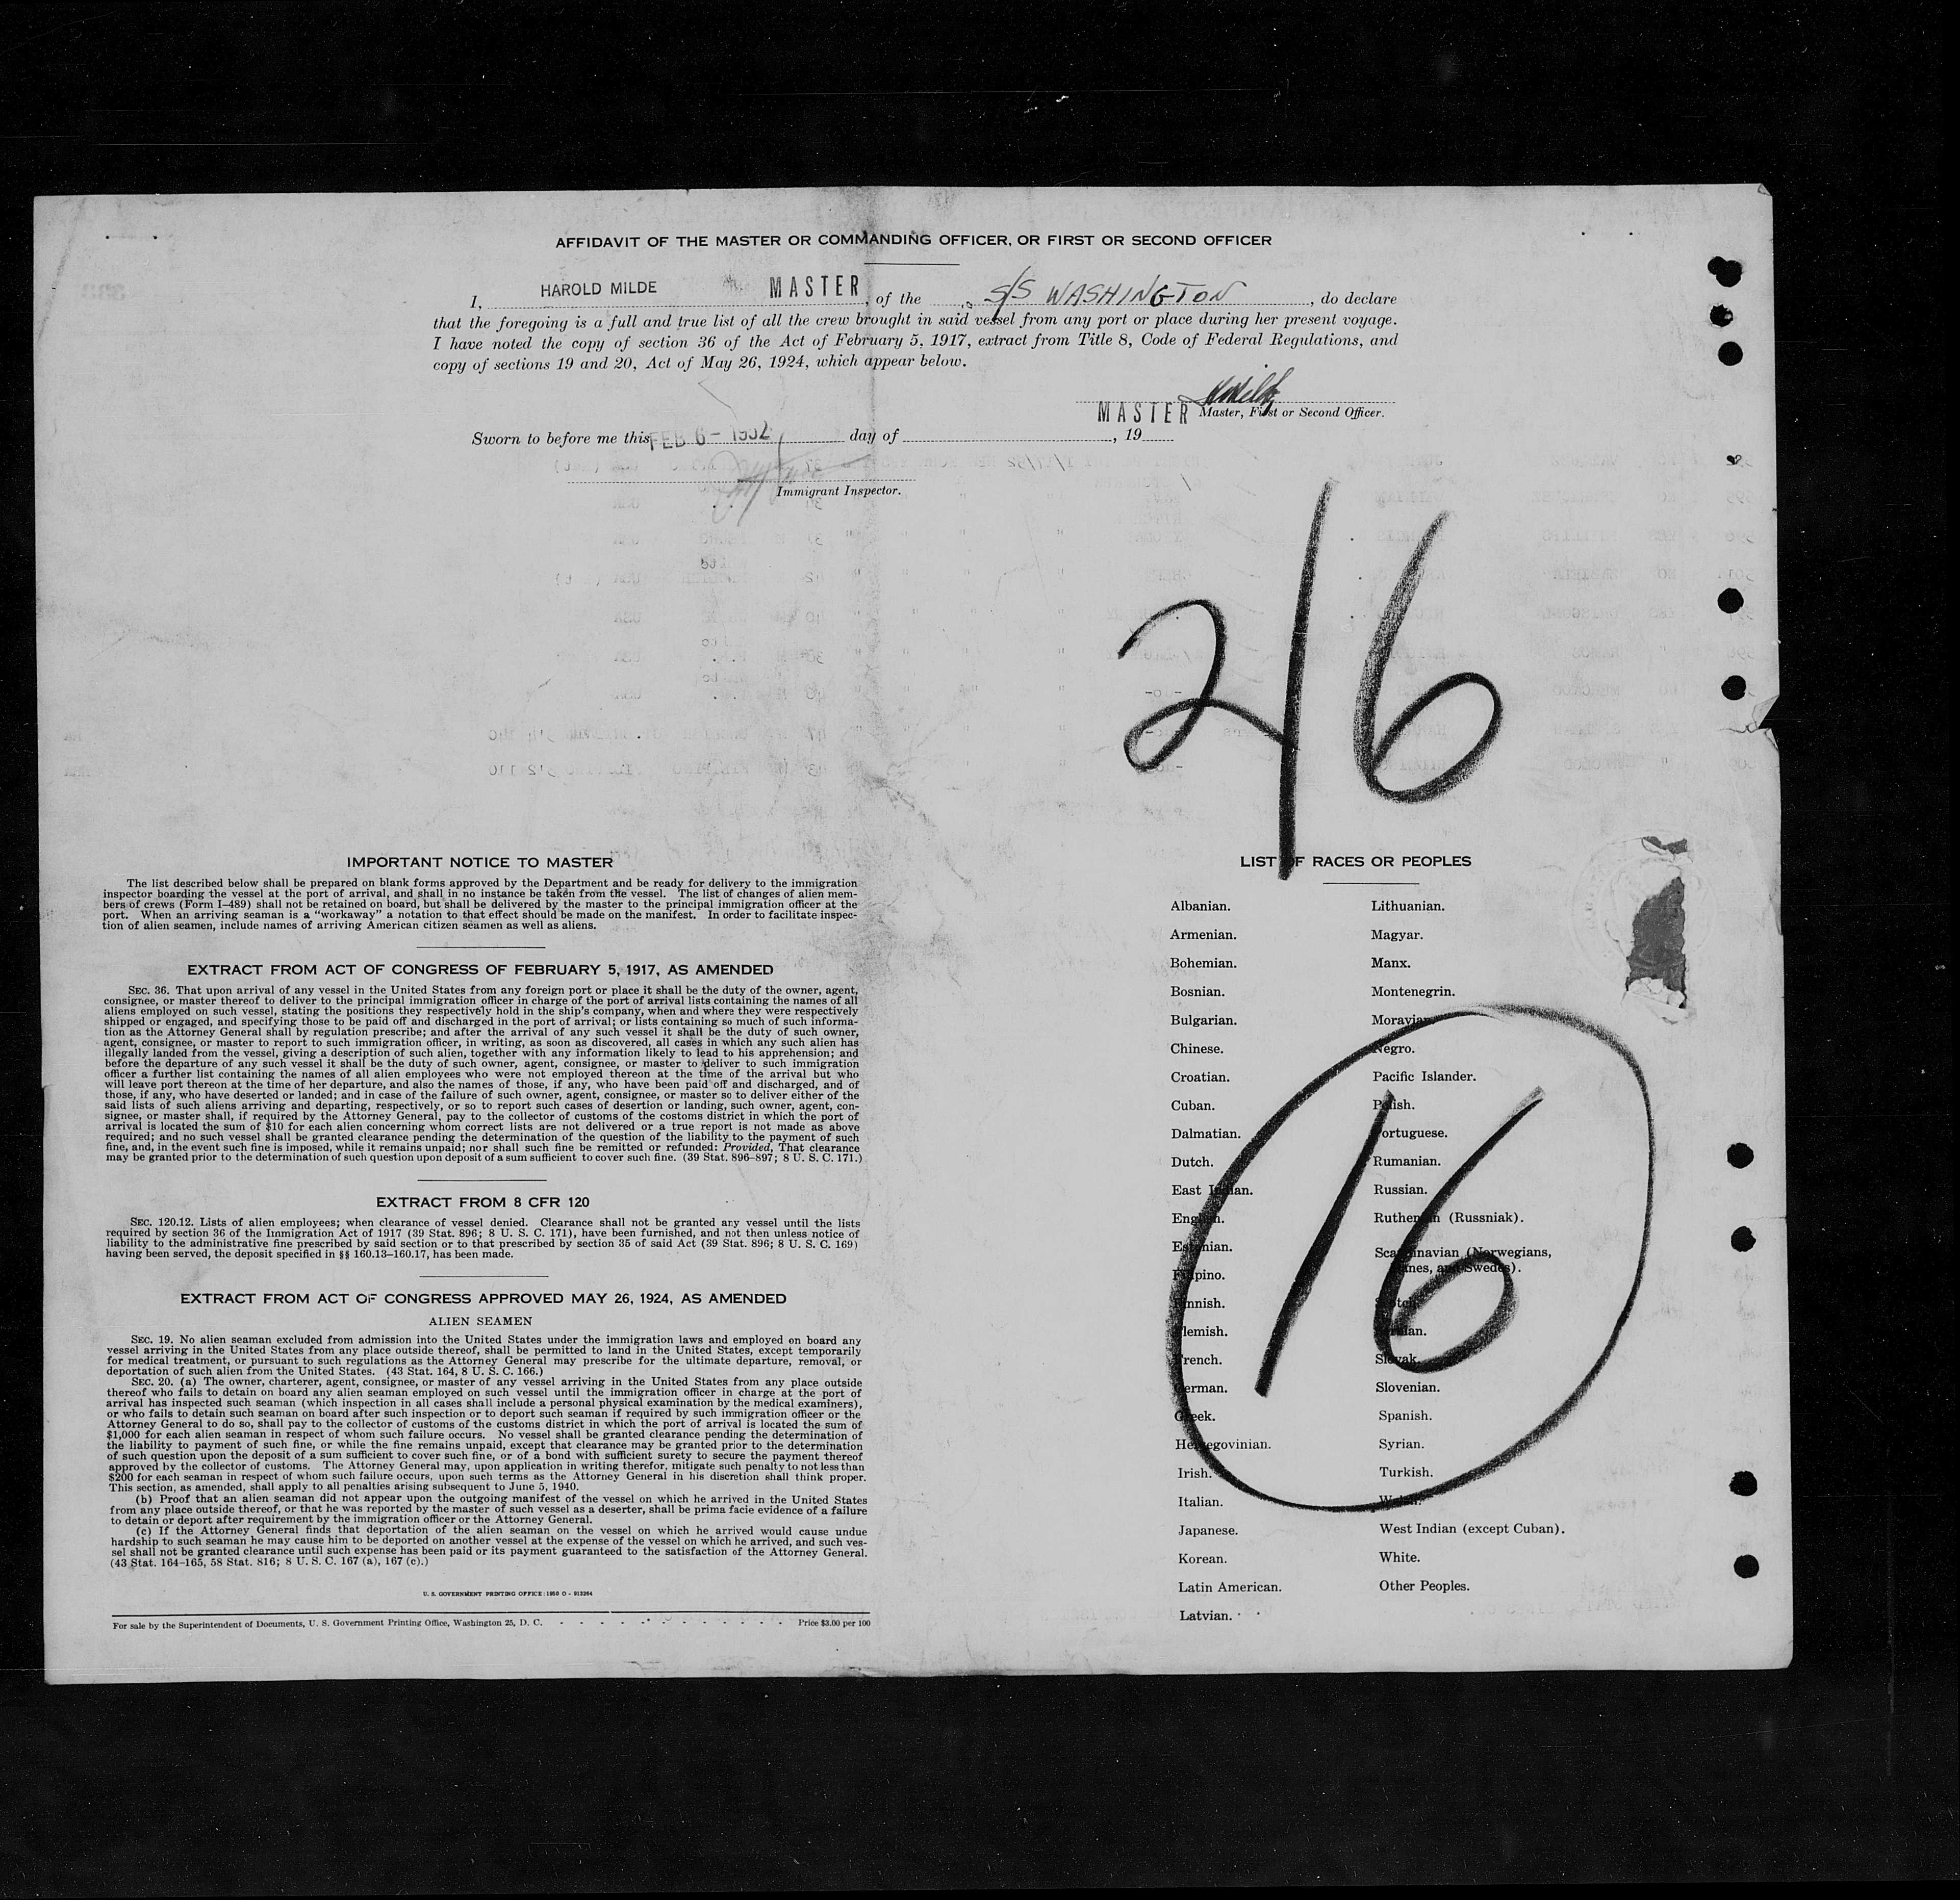 AFFIDAVIT OF THE MASTER OR COMMANDING OFFICER, OR FIRST OR SECOND OFFICER
I, HAROLD MILDE MASTER, of the S/S WASHINGTON, do declare
that the foregoing is a full and true list of all the crew brought in said vessel from any port or place during her present voyage.
I have noted the copy of section 36 of the Act of February 5, 1917, extract from Title 8, Code of Federal Regulations, and
copy of sections 19 and 20, Act of May 26, 1924, which appear below.
MASTER Master, First or Second Officer.
Sworn to before me this FEB 6 - 1952 day of , 19
Immigrant Inspector.
216
IMPORTANT NOTICE TO MASTER
The list described below shall be prepared on blank forms approved by the Department and be ready for delivery to the immigration
inspector boarding the vessel at the port of arrival, and shall in no instance be taken from the vessel. The list of changes of alien mem-
bers of crews (Form I-489) shall not be retained on board, but shall be delivered by the master to the principal immigration officer at the
port. When an arriving seaman is a "workaway" a notation to that effect should be made on the manifest. In order to facilitate inspec-
tion of alien seamen, include names of arriving American citizen seamen as well as aliens.
EXTRACT FROM ACT OF CONGRESS OF FEBRUARY 5, 1917, AS AMENDED
SEC. 36. That upon arrival of any vessel in the United States from any foreign port or place it shall be the duty of the owner, agent,
consignee, or master thereof to deliver to the principal immigration officer in charge of the port of arrival lists containing the names of all
aliens employed on such vessel, stating the positions they respectively hold in the ship's company, when and where they were respectively
shipped or engaged, and specifying those to be paid off and discharged in the port of arrival; or lists containing so much of such informa-
tion as the Attorney General shall by regulation prescribe; and after the arrival of any such vessel it shall be the duty of such owner,
agent, consignee, or master to report to such immigration officer, in writing, as soon as discovered, all cases in which any such alien has
illegally landed from the vessel, giving a description of such alien, together with any information likely to lead to his apprehension; and
before the departure of any such vessel it shall be the duty of such owner, agent, consignee, or master to deliver to such immigration
officer a further list containing the names of all alien employees who were not employed thereon at the time of the arrival but who
will leave port thereon at the time of her departure, and also the names of those, if any, who have been paid off and discharged, and of
those, if any, who have deserted or landed; and in case of the failure of such owner, agent, consignee, or master so to deliver either of the
said lists of such aliens arriving and departing, respectively, or so to report such cases of desertion or landing, such owner, agent, con-
signee, or master shall, if required by the Attorney General, pay to the collector of customs of the customs district in which the port of
arrival is located the sum of $10 for each alien concerning whom correct lists are not delivered or a true report is not made as above
required; and no such vessel shall be granted clearance pending the determination of the question of the liability to the payment of such
fine, and, in the event such fine is imposed, while it remains unpaid; nor shall such fine be remitted or refunded: Provided, That clearance
may be granted prior to the determination of such question upon deposit of a sum sufficient to cover such fine. (39 Stat. 896-897; 8 U. S. C. 171.)
EXTRACT FROM 8 CFR 120
SEC. 120.12. Lists of alien employees; when clearance of vessel denied. Clearance shall not be granted any vessel until the lists
required by section 36 of the Immigration Act of 1917 (39 Stat. 896; 8 U. S. C. 171), have been furnished, and not then unless notice of
liability to the administrative fine prescribed by said section or to that prescribed by section 35 of said Act (39 Stat. 896; 8 U. S. C. 169)
having been served, the deposit specified in §§ 160.13-160.17, has been made.
EXTRACT FROM ACT OF CONGRESS APPROVED MAY 26, 1924, AS AMENDED
ALIEN SEAMEN
SEC. 19. No alien seaman excluded from admission into the United States under the immigration laws and employed on board any
vessel arriving in the United States from any place outside thereof, shall be permitted to land in the United States, except temporarily
for medical treatment, or pursuant to such regulations as the Attorney General may prescribe for the ultimate departure, removal, or
deportation of such alien from the United States. (43 Stat. 164, 8 U. S. C. 166.)
SEC. 20. (a) The owner, charterer, agent, consignee, or master of any vessel arriving in the United States from any place outside
thereof who fails to detain on board any alien seaman employed on such vessel until the immigration officer in charge at the port of
arrival has inspected such seaman (which inspection in all cases shall include a personal physical examination by the medical examiners),
or who fails to detain such seaman on board after such inspection or to deport such seaman if required by such immigration officer or the
Attorney General to do so, shall pay to the collector of customs of the customs district in which the port of arrival is located the sum of
$1,000 for each alien seaman in respect of whom such failure occurs. No vessel shall be granted clearance pending the determination of
the liability to payment of such fine, or while the fine remains unpaid, except that clearance may be granted prior to the determination
of such question upon the deposit of a sum sufficient to cover such fine, or of a bond with sufficient surety to secure the payment thereof
approved by the collector of customs. The Attorney General may, upon application in writing therefor, mitigate such penalty to not less than
$200 for each seaman in respect of whom such failure occurs, upon such terms as the Attorney General in his discretion shall think proper.
This section, as amended, shall apply to all penalties arising subsequent to June 5, 1940.
(b) Proof that an alien seaman did not appear upon the outgoing manifest of the vessel on which he arrived in the United States
from any place outside thereof, or that he was reported by the master of such vessel as a deserter, shall be prima facie evidence of a failure
to detain or deport after requirement by the immigration officer or the Attorney General.
(c) If the Attorney General finds that deportation of the alien seaman on the vessel on which he arrived would cause undue
hardship to such seaman he may cause him to be deported on another vessel at the expense of the vessel on which he arrived, and such ves-
sel shall not be granted clearance until such expense has been paid or its payment guaranteed to the satisfaction of the Attorney General.
(43 Stat. 164-165, 58 Stat. 816; 8 U. S. C. 167 (a), 167 (c).)
U. S. GOVERNMENT PRINTING OFFICE : 1950 O - 913264
For sale by the Superintendent of Documents, U. S. Government Printing Office, Washington 25, D. C. - - - - - - - - - - - Price $3.00 per 100
LIST OF RACES OR PEOPLES
Albanian.
Armenian.
Bohemian.
Bosnian.
Bulgarian.
Chinese.
Croatian.
Cuban.
Dalmatian.
Dutch.
East Indian.
English.
Estonian.
Filipino.
Finnish.
Flemish.
French.
German.
Greek.
Herzegovinian.
Irish.
Italian.
Japanese.
Korean.
Latin American.
Latvian.
Lithuanian.
Magyar.
Manx.
Montenegrin.
Moravian
Negro.
Pacific Islander.
Polish.
Portuguese.
Rumanian.
Russian.
Ruthenian (Russniak).
Scandinavian (Norwegians,
Danes, and Swedes).
Scotch.
Serbian.
Slovak.
Slovenian.
Spanish.
Syrian.
Turkish.
Welsh.
West Indian (except Cuban).
White.
Other Peoples.
16